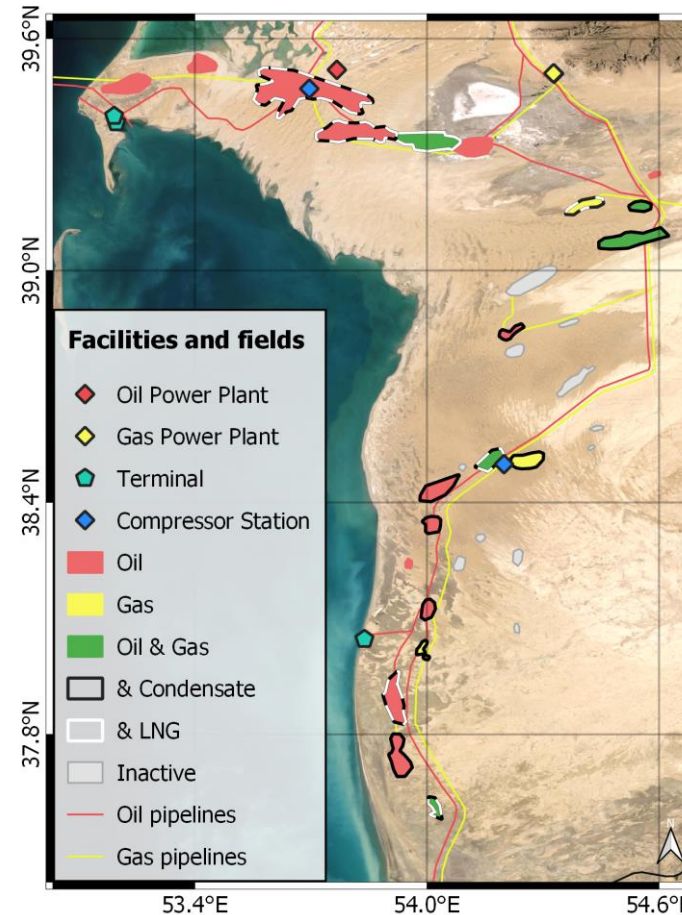 39.6°N
39.0°N
38.4°N
37.8°N
Facilities and fields
Oil Power Plant
Gas Power Plant
Terminal
Compressor Station
Oil
Gas
Oil & Gas
& Condensate
& LNG
Inactive
Oil pipelines
Gas pipelines
N
53.4°E
54.0°E
54.6°E